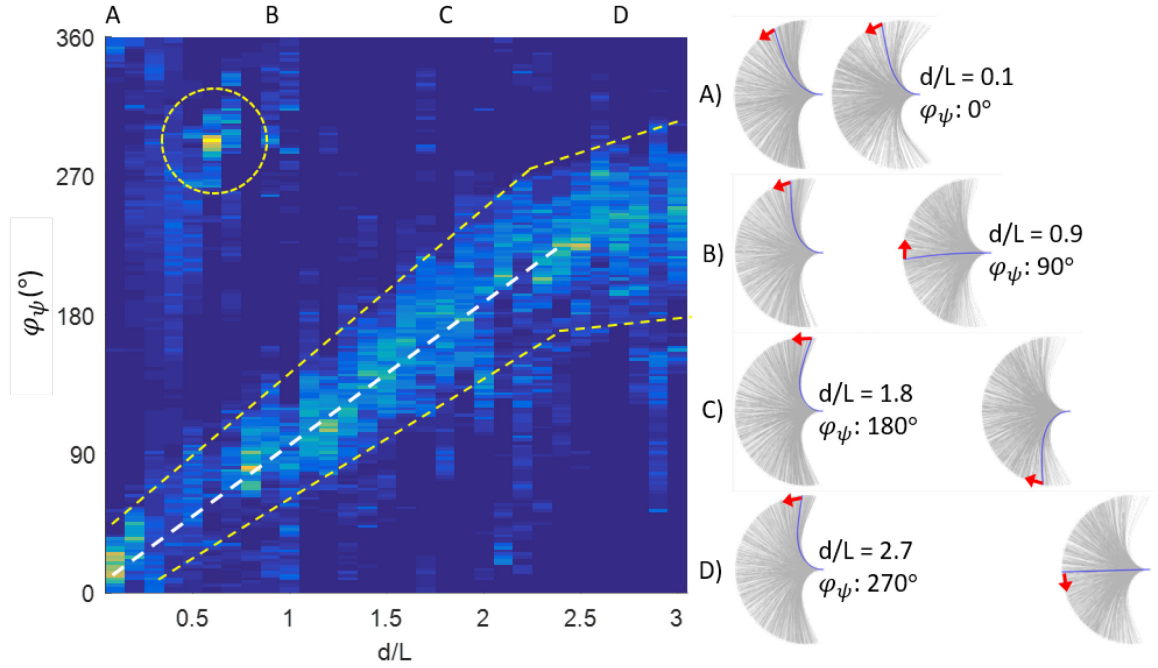 A B C D
360
270
180
90
0
φψ(°)
0.5 1 1.5 2 2.5 3
d/L
A)
d/L = 0.1
φψ: 0°
B)
d/L = 0.9
φψ: 90°
C)
d/L = 1.8
φψ: 180°
D)
d/L = 2.7
φψ: 270°